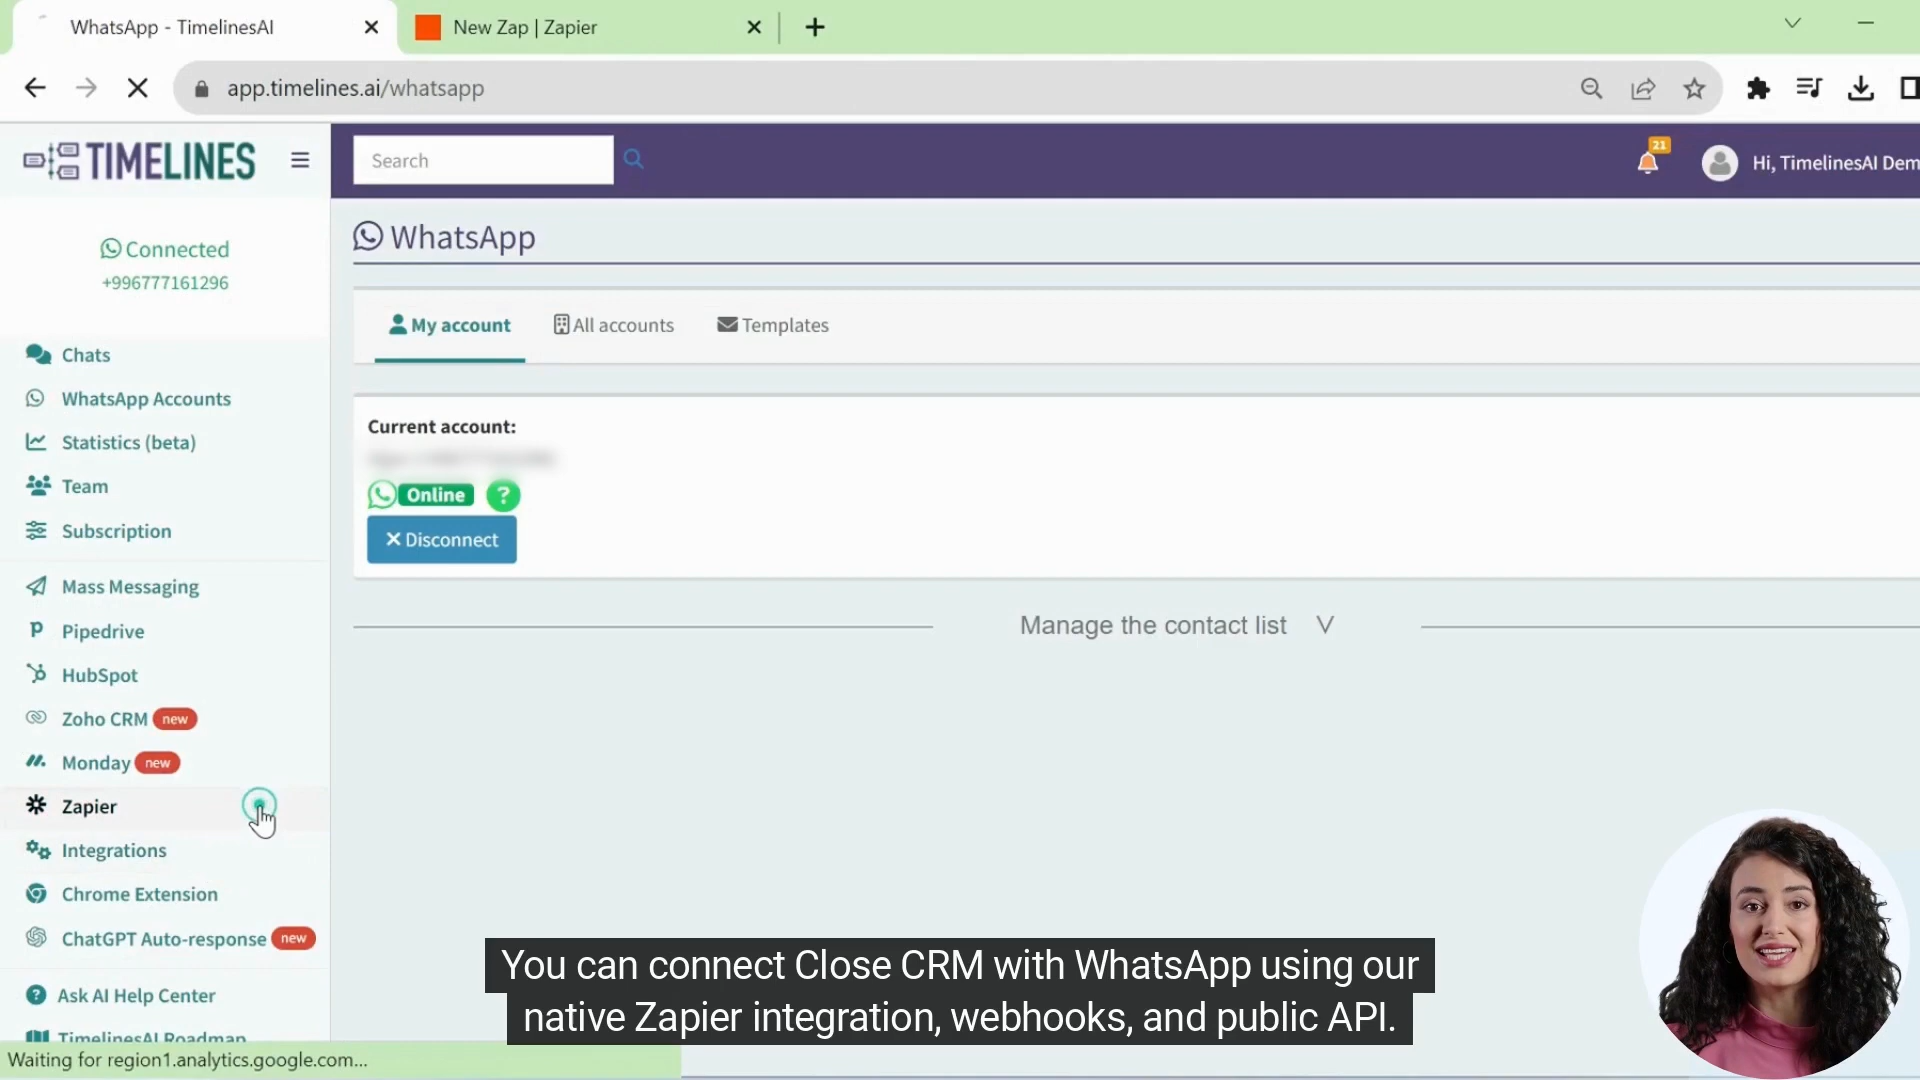 WhatsApp - TimelinesAI
New Zap | Zapier
app.timelines.ai/whatsapp
TIMELINES
Search
21
Hi, TimelinesAI Dem
Connected
+996777161296
WhatsApp
My account
All accounts
Templates
Chats
WhatsApp Accounts
Statistics (beta)
Team
Subscription
Current account:
Online ?
Disconnect
Mass Messaging
Pipedrive
HubSpot
Zoho CRM new
Monday new
Zapier
Integrations
Chrome Extension
ChatGPT Auto-response new
Manage the contact list
Ask AI Help Center
TimelinesAI Roadmap
You can connect Close CRM with WhatsApp using our
native Zapier integration, webhooks, and public API.
Waiting for region1.analytics.google.com...